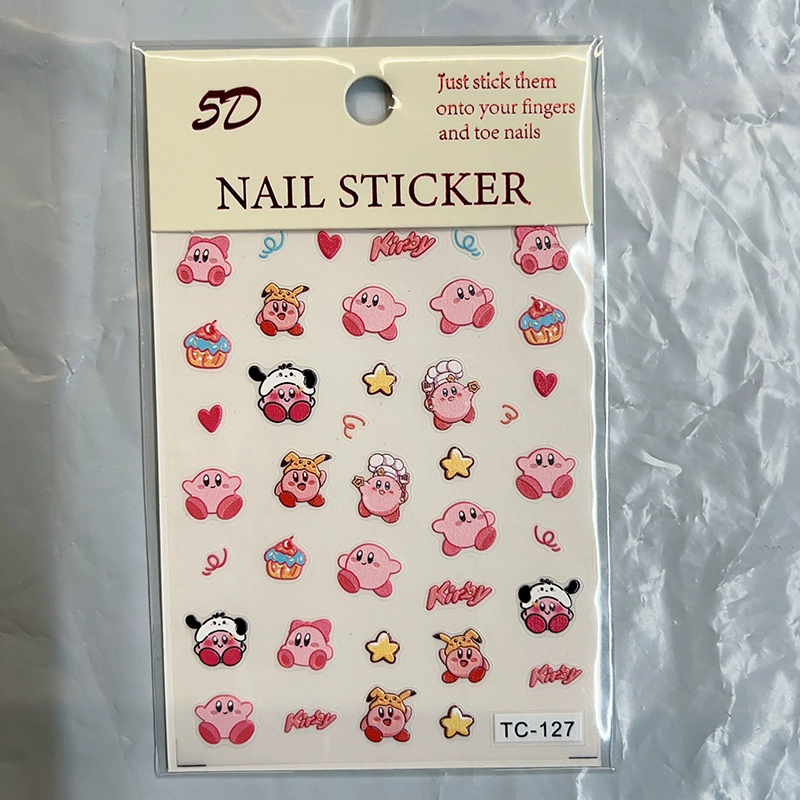 5D
Just stick them
onto your fingers
and toe nails
NAIL STICKER
Kirby
Kirby
Kirby
Kirby
TC-127